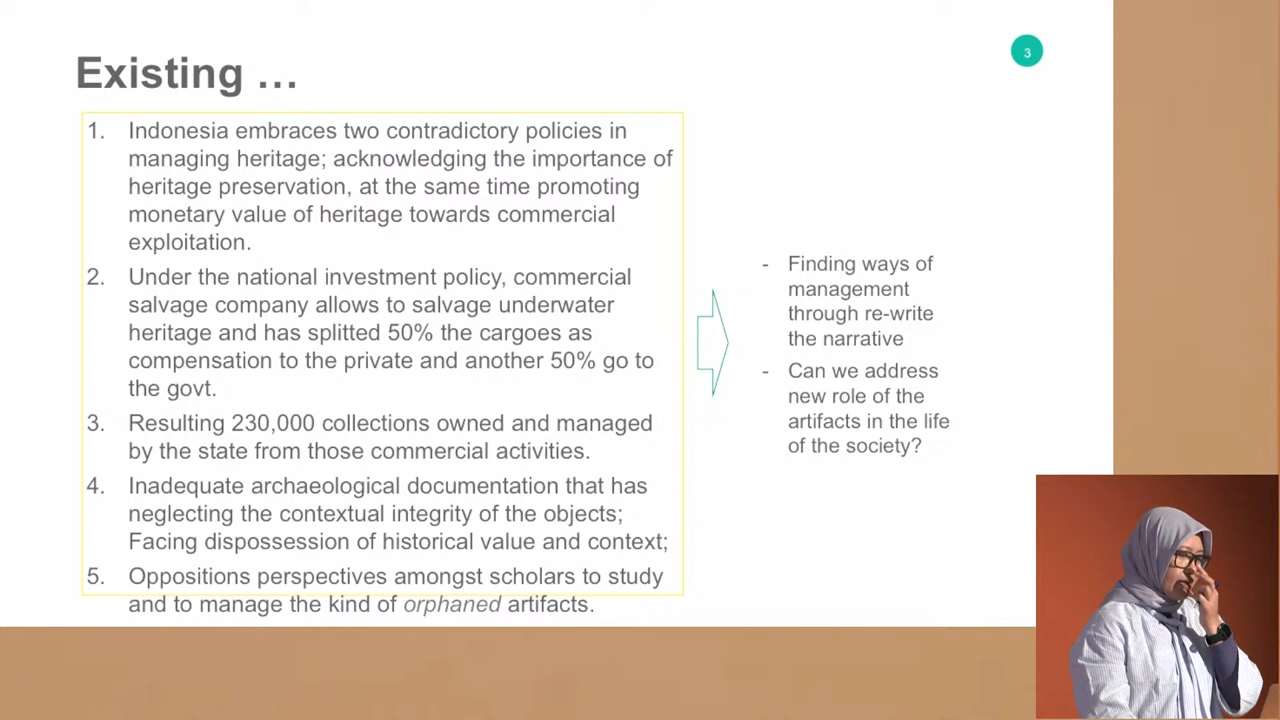 3
Existing …
1. Indonesia embraces two contradictory policies in
managing heritage; acknowledging the importance of
heritage preservation, at the same time promoting
monetary value of heritage towards commercial
exploitation.
2. Under the national investment policy, commercial
salvage company allows to salvage underwater
heritage and has splitted 50% the cargoes as
compensation to the private and another 50% go to
the govt.
3. Resulting 230,000 collections owned and managed
by the state from those commercial activities.
4. Inadequate archaeological documentation that has
neglecting the contextual integrity of the objects;
Facing dispossession of historical value and context;
5. Oppositions perspectives amongst scholars to study
and to manage the kind of orphaned artifacts.
- Finding ways of
management
through re-write
the narrative
- Can we address
new role of the
artifacts in the life
of the society?